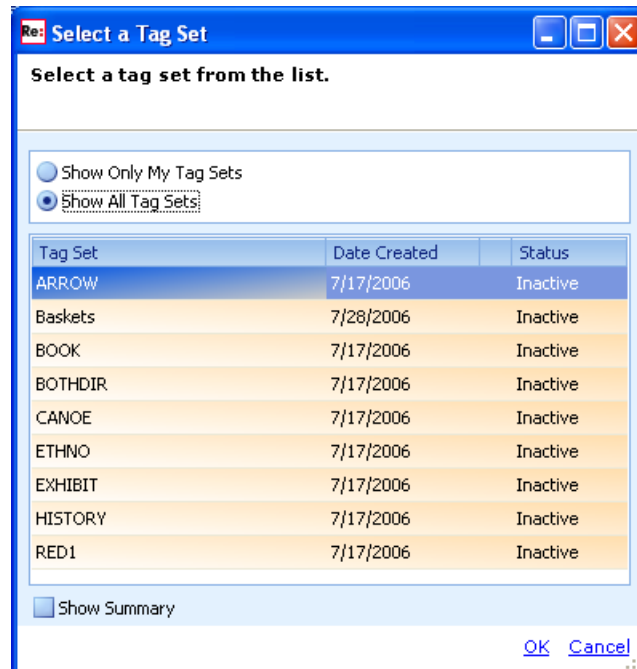 Re: Select a Tag Set
Select a tag set from the list.
Show Only My Tag Sets
Show All Tag Sets
Tag Set Date Created Status
ARROW 7/17/2006 Inactive
Baskets 7/28/2006 Inactive
BOOK 7/17/2006 Inactive
BOTHDIR 7/17/2006 Inactive
CANOE 7/17/2006 Inactive
ETHNO 7/17/2006 Inactive
EXHIBIT 7/17/2006 Inactive
HISTORY 7/17/2006 Inactive
RED1 7/17/2006 Inactive
Show Summary
OK Cancel